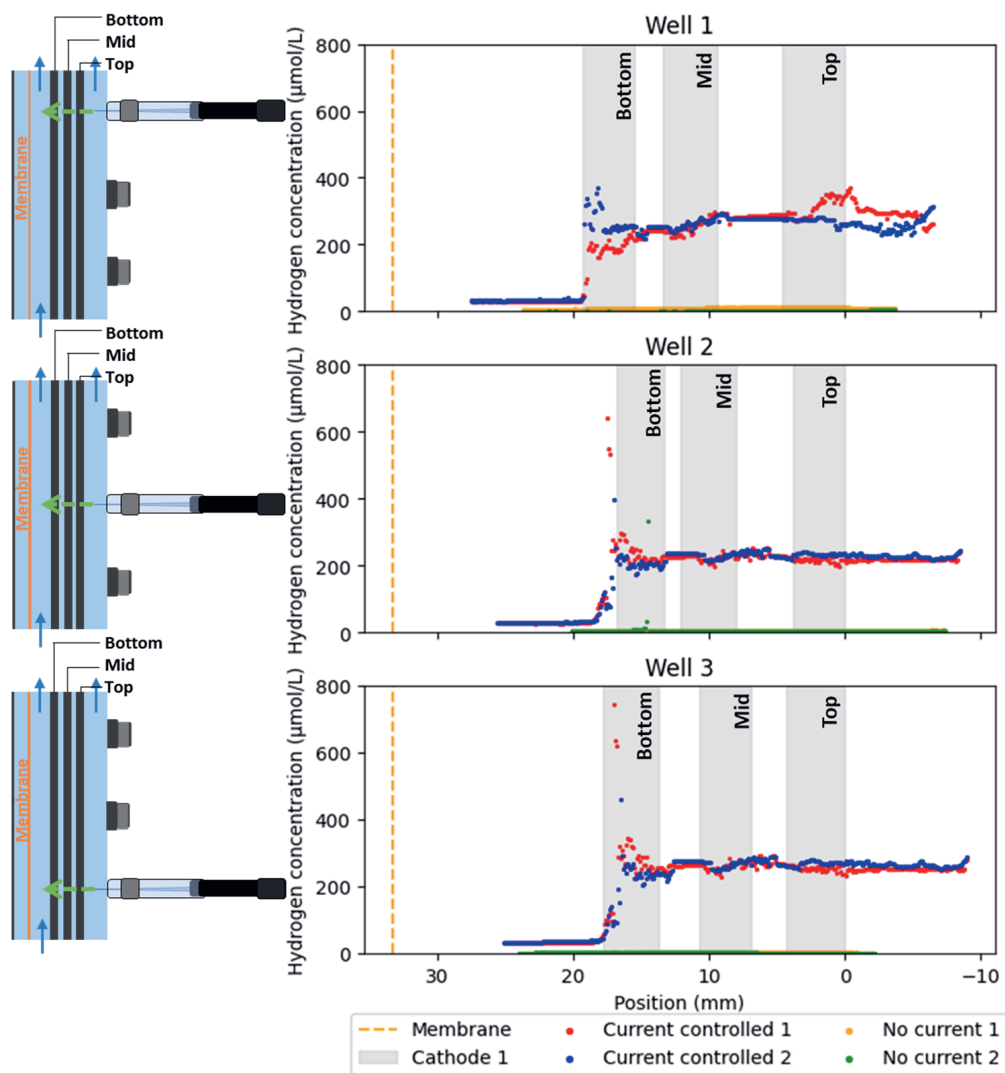 Bottom
Mid
Top
Membrane
Well 1
Hydrogen concentration (µmol/L)
800
600
400
200
0
Bottom
Mid
Top
Bottom
Mid
Top
Membrane
Well 2
Hydrogen concentration (µmol/L)
800
600
400
200
0
Bottom
Mid
Top
Bottom
Mid
Top
Membrane
Well 3
Hydrogen concentration (µmol/L)
800
600
400
200
0
Bottom
Mid
Top
30 20 10 0 −10
Position (mm)
Membrane Current controlled 1 No current 1
Cathode 1 Current controlled 2 No current 2